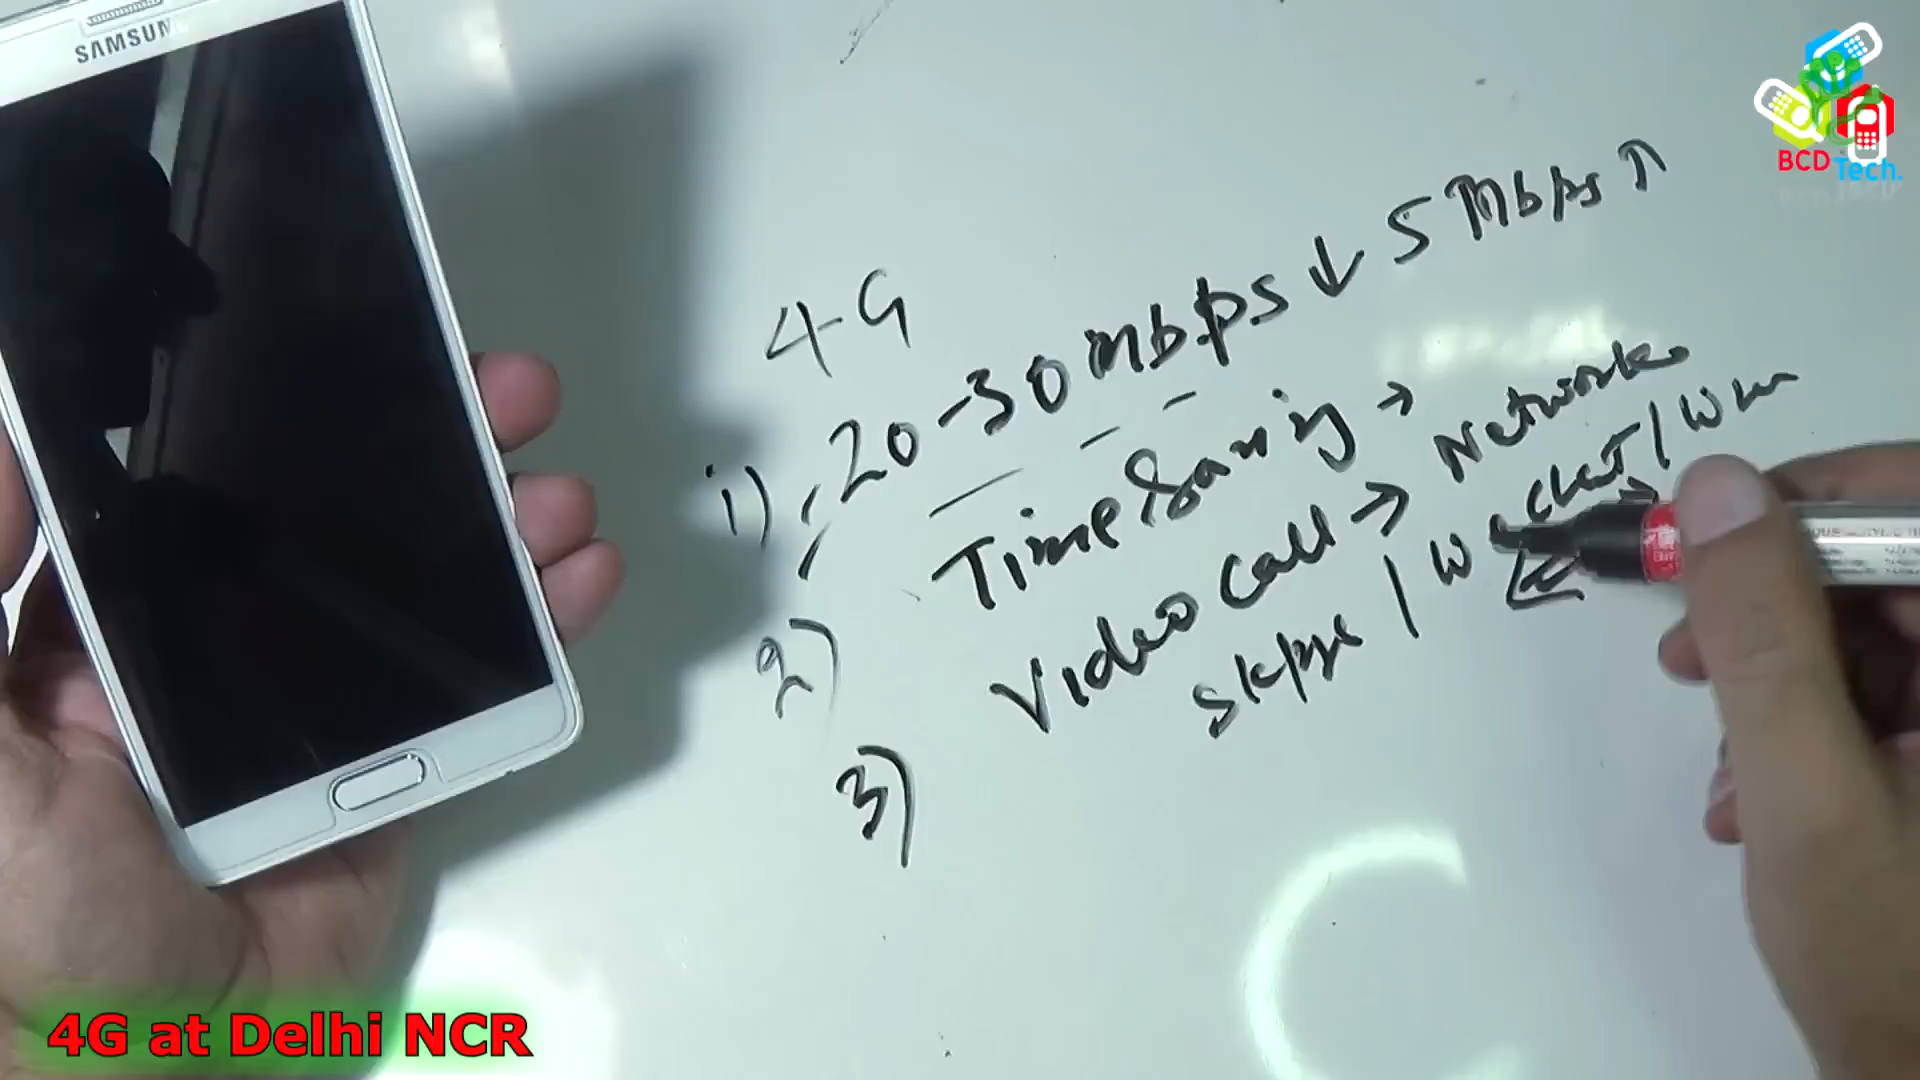 SAMSUNG
BCD Tech.
4G
i) 20-30 mbps ↓ 5 Mbps ↑
2) Time Saving → Network
Video Call →
Skype | W chat |
3)
4G at Delhi NCR